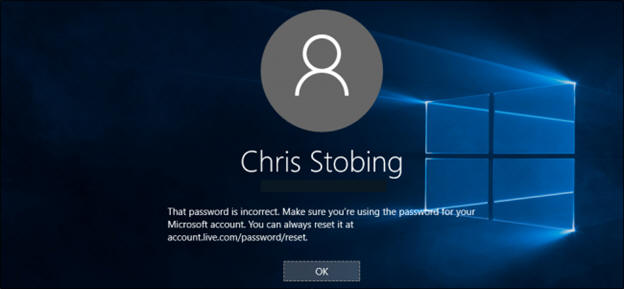 Chris Stobing
That password is incorrect. Make sure you're using the password for your
Microsoft account. You can always reset it at
account.live.com/password/reset.
OK